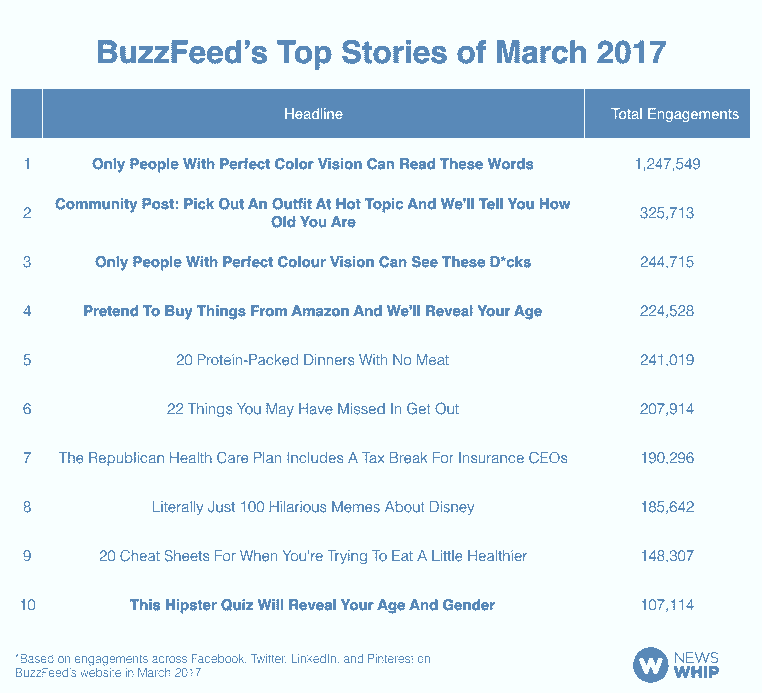 BuzzFeed's Top Stories of March 2017
Headline Total Engagements
1 Only People With Perfect Color Vision Can Read These Words 1,247,549
Community Post: Pick Out An Outfit At Hot Topic And We'll Tell You How
2 Old You Are 325,713
3 Only People With Perfect Colour Vision Can See These D*cks 244,715
4 Pretend To Buy Things From Amazon And We'll Reveal Your Age 224,528
5 20 Protein-Packed Dinners With No Meat 241,019
6 22 Things You May Have Missed In Get Out 207,914
7 The Republican Health Care Plan Includes A Tax Break For Insurance CEOs 190,296
8 Literally Just 100 Hilarious Memes About Disney 185,642
9 20 Cheat Sheets For When You're Trying To Eat A Little Healthier 148,307
10 This Hipster Quiz Will Reveal Your Age And Gender 107,114
*Based on engagements across Facebook, Twitter, LinkedIn, and Pinterest on
BuzzFeed's website in March 2017
W NEWS
WHIP